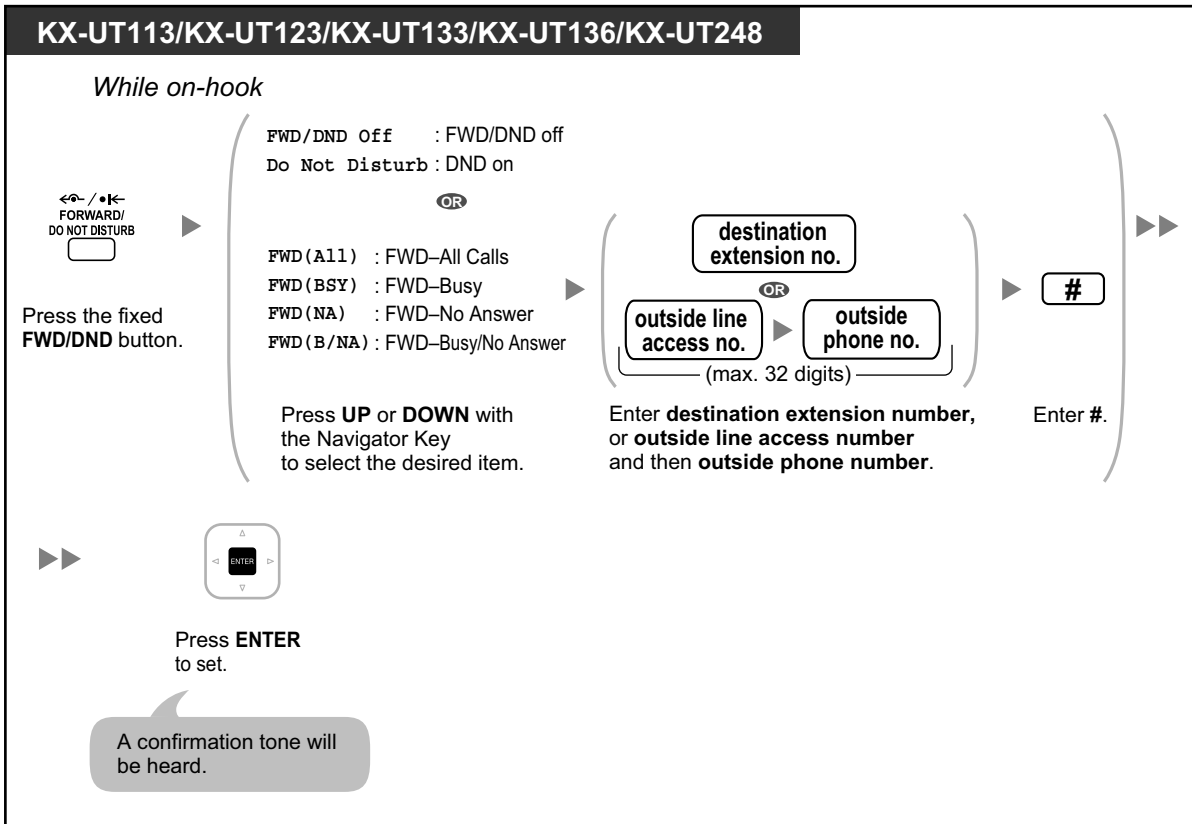 KX-UT113/KX-UT123/KX-UT133/KX-UT136/KX-UT248
While on-hook
FORWARD/
DO NOT DISTURB
Press the fixed
FWD/DND button.
FWD/DND Off : FWD/DND off
Do Not Disturb : DND on
OR
FWD(All) : FWD–All Calls
FWD(BSY) : FWD–Busy
FWD(NA) : FWD–No Answer
FWD(B/NA) : FWD–Busy/No Answer
Press UP or DOWN with
the Navigator Key
to select the desired item.
destination
extension no.
OR
outside line
access no.
outside
phone no.
(max. 32 digits)
Enter destination extension number,
or outside line access number
and then outside phone number.
#
Enter #.
ENTER
Press ENTER
to set.
A confirmation tone will
be heard.